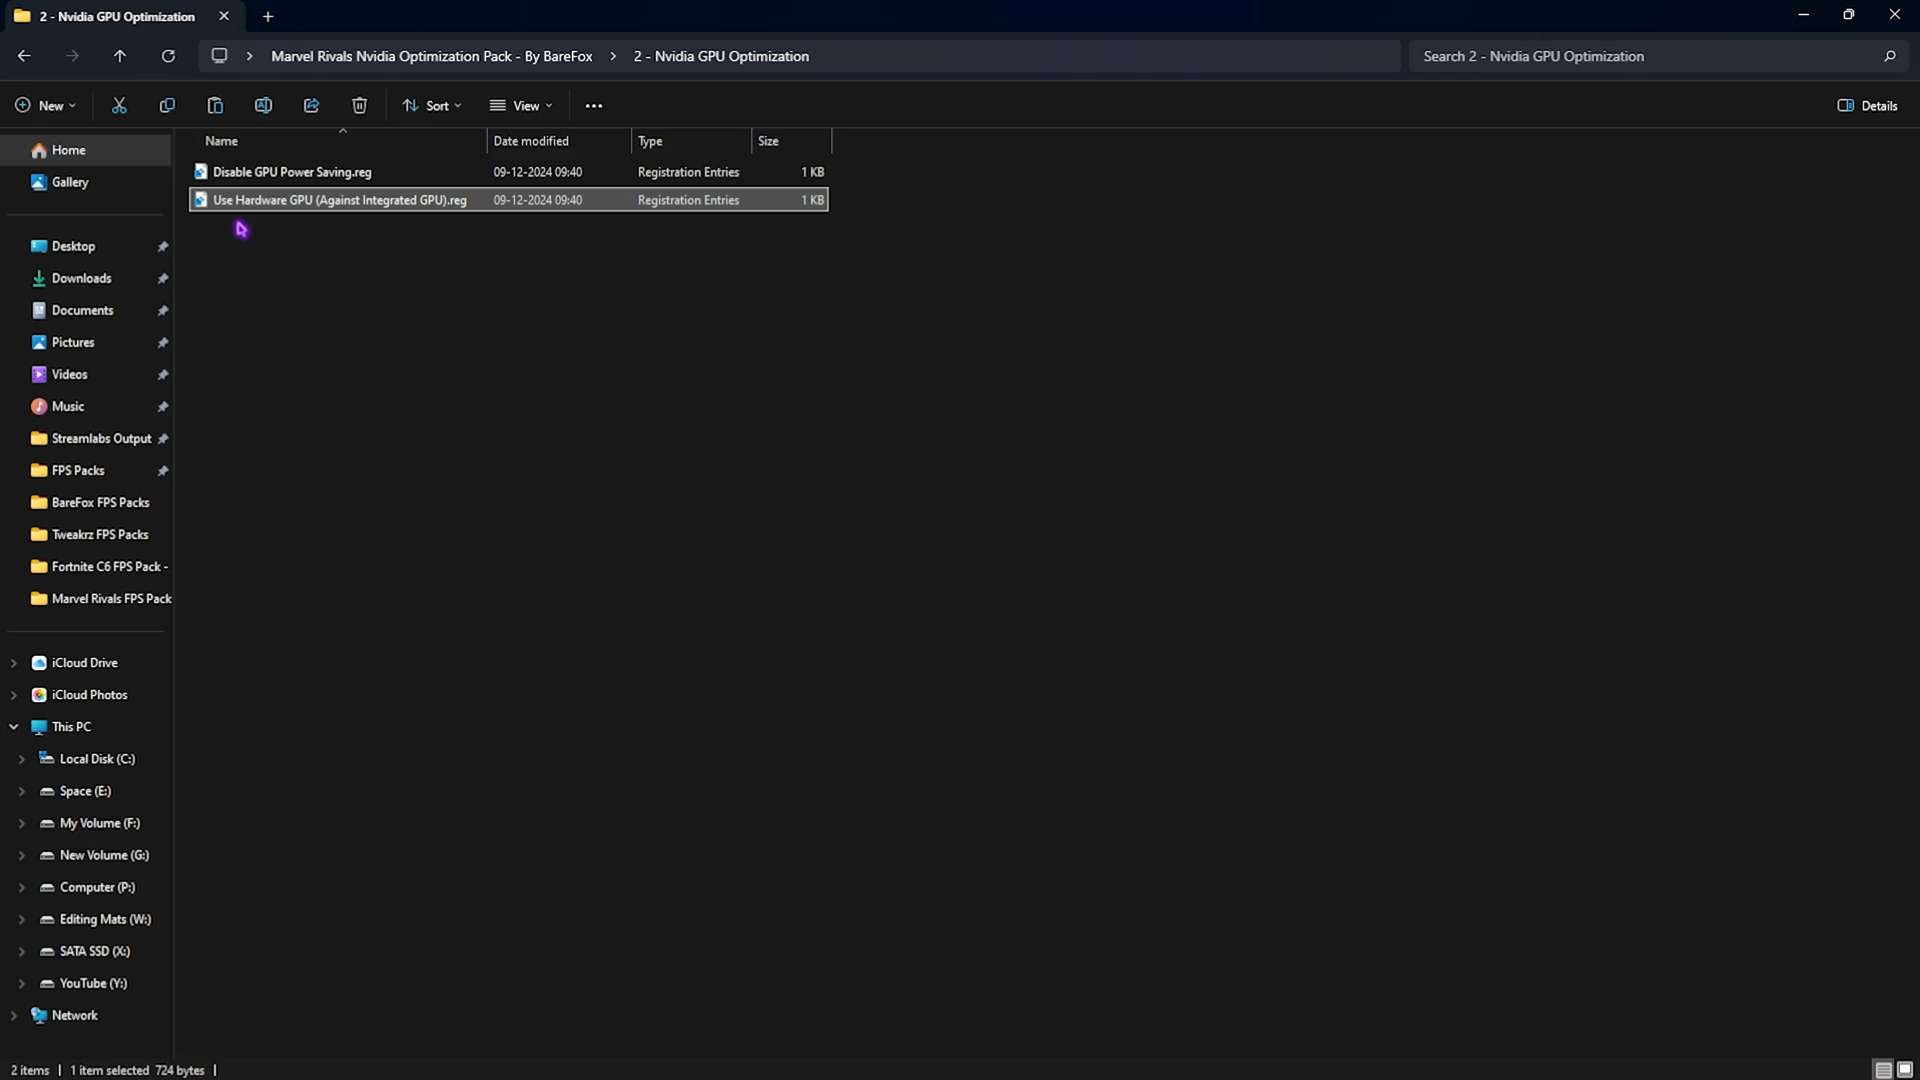 2 - Nvidia GPU Optimization
Marvel Rivals Nvidia Optimization Pack - By BareFox > 2 - Nvidia GPU Optimization
Search 2 - Nvidia GPU Optimization
New
Sort
View
Details
Name Date modified Type Size
Disable GPU Power Saving.reg 09-12-2024 09:40 Registration Entries 1 KB
Use Hardware GPU (Against Integrated GPU).reg 09-12-2024 09:40 Registration Entries 1 KB
Home
Gallery
Desktop
Downloads
Documents
Pictures
Videos
Music
Streamlabs Output
FPS Packs
BareFox FPS Packs
Tweakrz FPS Packs
Fortnite C6 FPS Pack -
Marvel Rivals FPS Pack
iCloud Drive
iCloud Photos
This PC
Local Disk (C:)
Space (E:)
My Volume (F:)
New Volume (G:)
Computer (P:)
Editing Mats (W:)
SATA SSD (X:)
YouTube (Y:)
Network
2 items | 1 item selected 724 bytes |